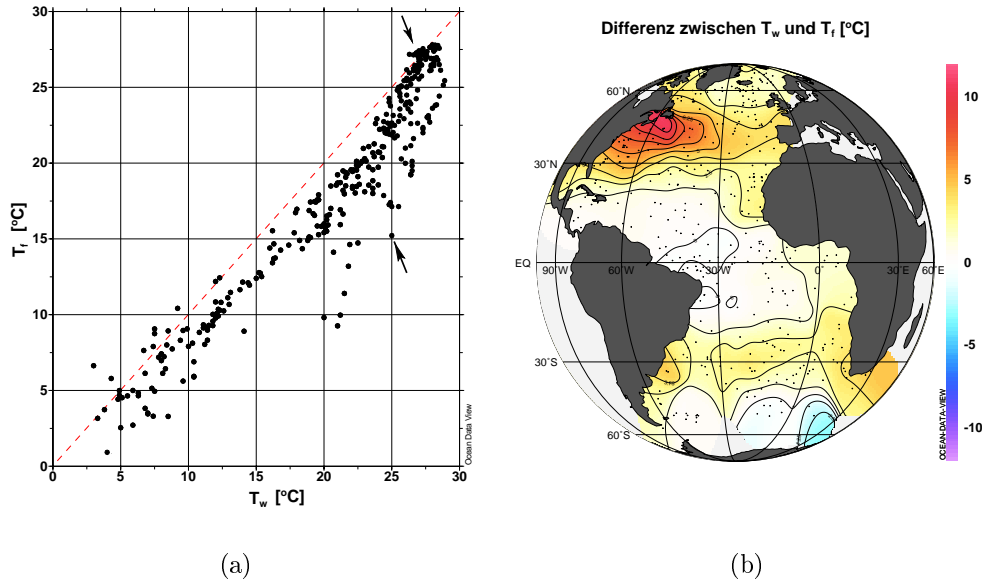 30
25
20
15
10
5
0
T_f [°C]
0 5 10 15 20 25 30
T_w [°C]
Ocean Data View
(a)
Differenz zwischen T_w und T_f [°C]
60˚N
30˚N
EQ
90˚W 60˚W 30˚W 0˚ 30˚E 60˚E
30˚S
60˚S
10
5
0
-5
-10
OCEAN-DATA-VIEW
(b)